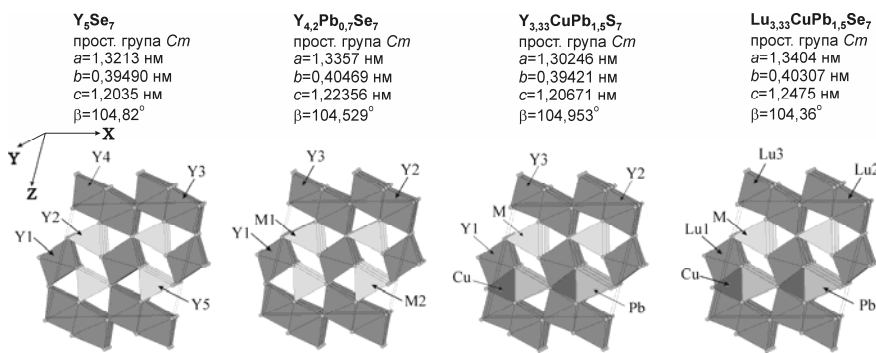 Y5Se7
прост. група Cm
a=1,3213 нм
b=0,39490 нм
c=1,2035 нм
β=104,82°
Y4,2Pb0,7Se7
прост. група Cm
a=1,3357 нм
b=0,40469 нм
c=1,22356 нм
β=104,529°
Y3,33CuPb1,5S7
прост. група Cm
a=1,30246 нм
b=0,39421 нм
c=1,20671 нм
β=104,953°
Lu3,33CuPb1,5Se7
прост. група Cm
a=1,3404 нм
b=0,40307 нм
c=1,2475 нм
β=104,36°
X
Y
Z
Y4
Y3
Y2
Y1
Y5
Y3
Y2
M1
Y1
M2
Y3
Y2
M
Y1
Cu
Pb
Lu3
Lu2
M
Lu1
Cu
Pb